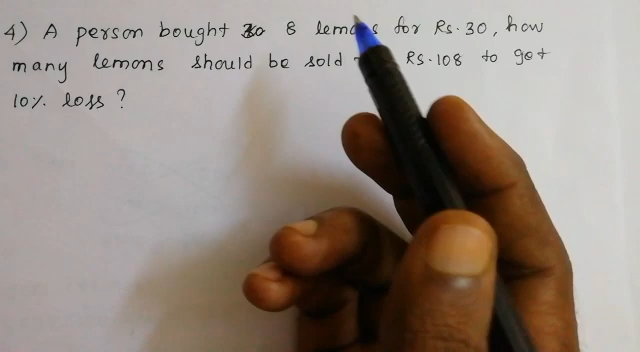 4) A person bought 8 lemons for Rs. 30, how
many lemons should be sold Rs. 108 to get
10% loss ?